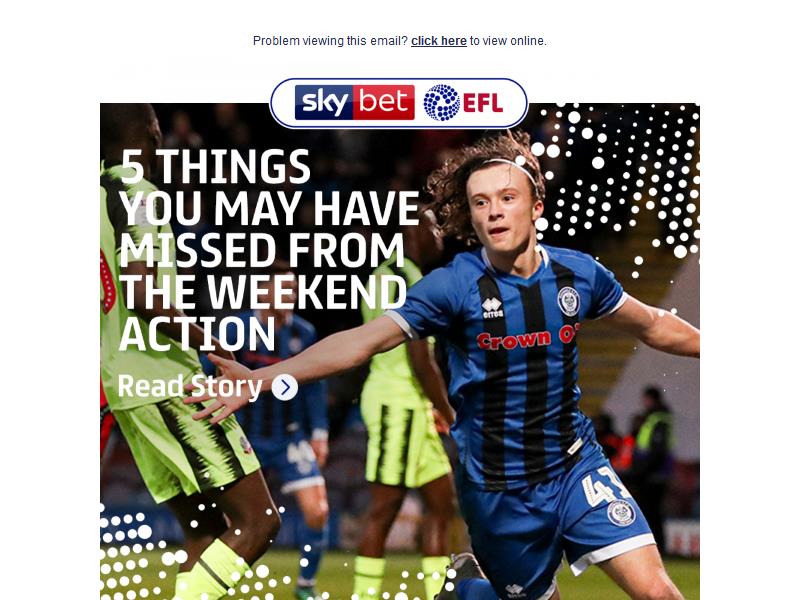 Problem viewing this email? click here to view online.
sky bet EFL
5 THINGS
YOU MAY HAVE
MISSED FROM
THE WEEKEND
ACTION
Read Story
errea
Crown O
41